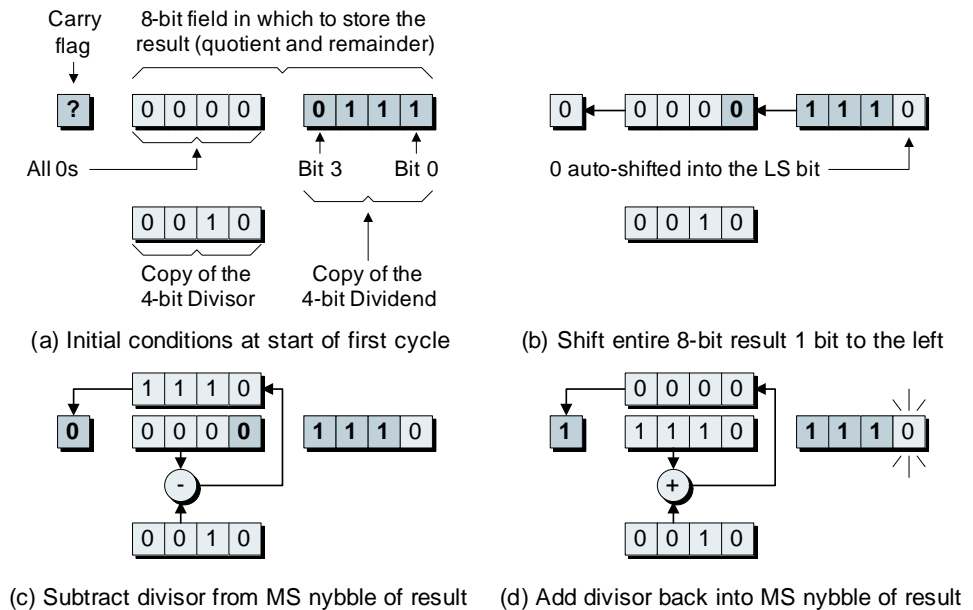 Carry
flag
8-bit field in which to store the
result (quotient and remainder)
? 0 0 0 0 0 1 1 1
All 0s
Bit 3 Bit 0
0 0 1 0
Copy of the
4-bit Divisor
Copy of the
4-bit Dividend
(a) Initial conditions at start of first cycle
0 0 0 0 0 1 1 1 0
0 auto-shifted into the LS bit
0 0 1 0
(b) Shift entire 8-bit result 1 bit to the left
1 1 1 0
0 0 0 0 0 1 1 1 0
-
0 0 1 0
(c) Subtract divisor from MS nybble of result
0 0 0 0
1 1 1 1 0 1 1 1 0
+
0 0 1 0
(d) Add divisor back into MS nybble of result